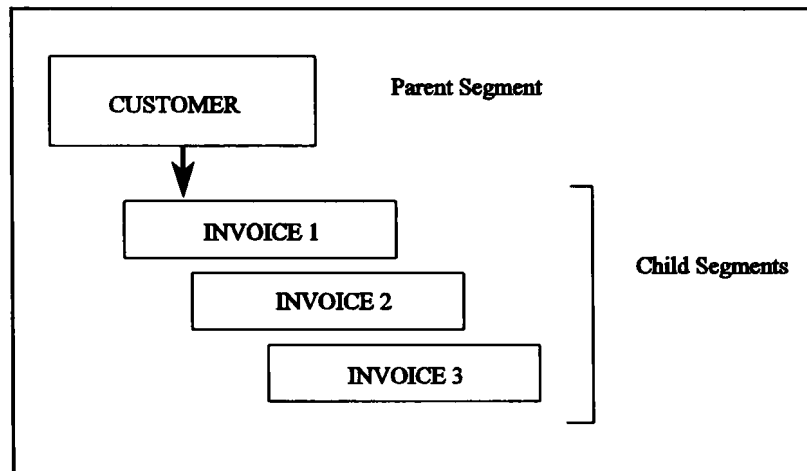 CUSTOMER
Parent Segment
INVOICE 1
INVOICE 2
INVOICE 3
Child Segments